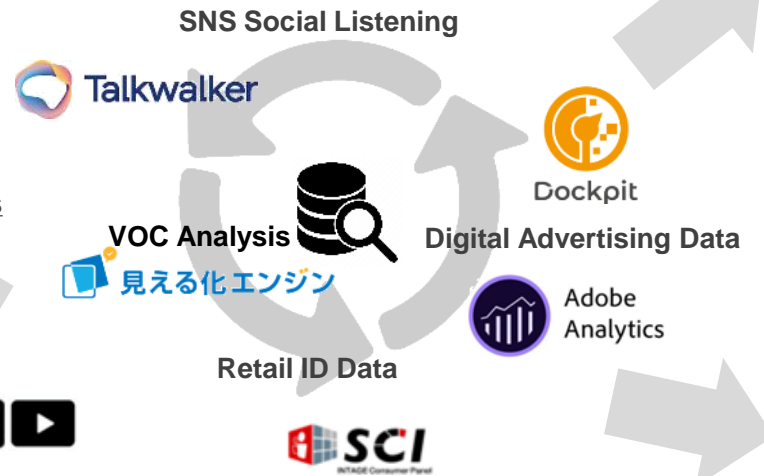 SNS Social Listening
Talkwalker
Dockpit
VOC Analysis
Digital Advertising Data
見える化エンジン
Adobe
Analytics
Retail ID Data
SCI
INTAGE Consumer Panel